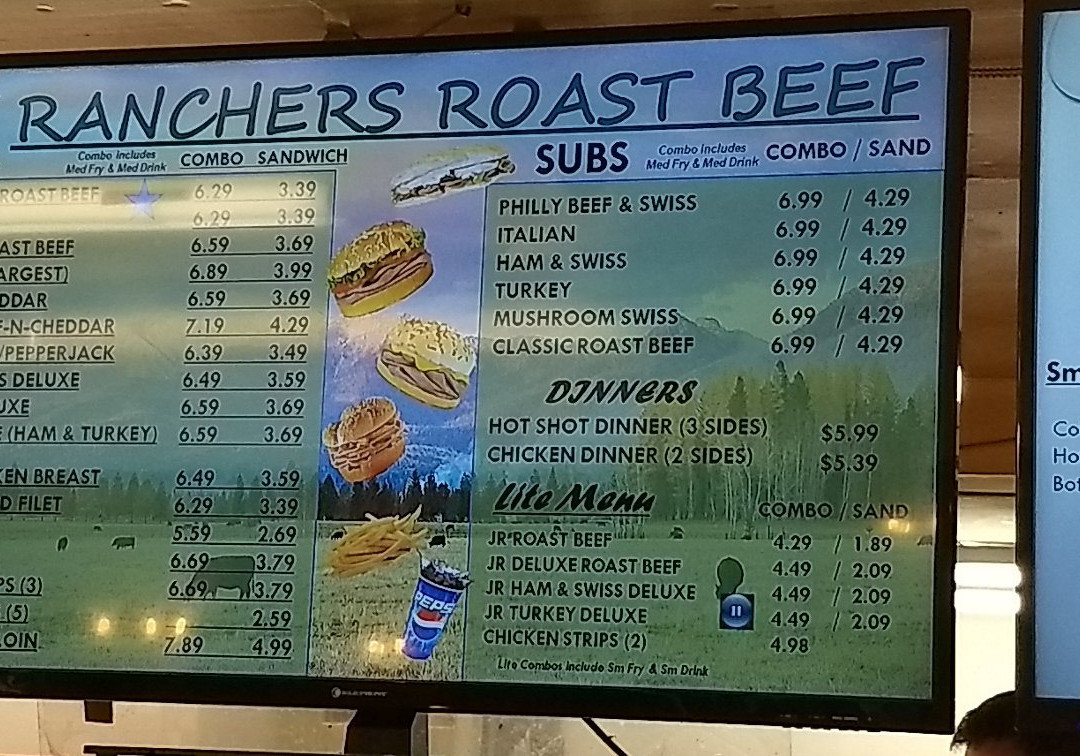 RANCHERS ROAST BEEF
Combo Includes
Med Fry & Med Drink
COMBO SANDWICH
ROAST BEEF 6.29 3.39
6.29 3.39
AST BEEF 6.59 3.69
ARGEST) 6.89 3.99
DDAR 6.59 3.69
F-N-CHEDDAR 7.19 4.29
/PEPPERJACK 6.39 3.49
S DELUXE 6.49 3.59
UXE 6.59 3.69
E (HAM & TURKEY) 6.59 3.69
KEN BREAST 6.49 3.59
D FILET 6.29 3.39
5.59 2.69
6.69 3.79
PS (3) 6.69 3.79
(5) 2.59
OIN 7.89 4.99
PEPSI
SUBS
Combo Includes
Med Fry & Med Drink
COMBO / SAND
PHILLY BEEF & SWISS 6.99 / 4.29
ITALIAN 6.99 / 4.29
HAM & SWISS 6.99 / 4.29
TURKEY 6.99 / 4.29
MUSHROOM SWISS 6.99 / 4.29
CLASSIC ROAST BEEF 6.99 / 4.29
DINNERS
HOT SHOT DINNER (3 SIDES) $5.99
CHICKEN DINNER (2 SIDES) $5.39
Lite Menu COMBO / SAND
JR ROAST BEEF 4.29 / 1.89
JR DELUXE ROAST BEEF 4.49 / 2.09
JR HAM & SWISS DELUXE 4.49 / 2.09
JR TURKEY DELUXE 4.49 / 2.09
CHICKEN STRIPS (2) 4.98
Lite Combos Include Sm Fry & Sm Drink
ELEMENT
Sm
Co
Ho
Bot